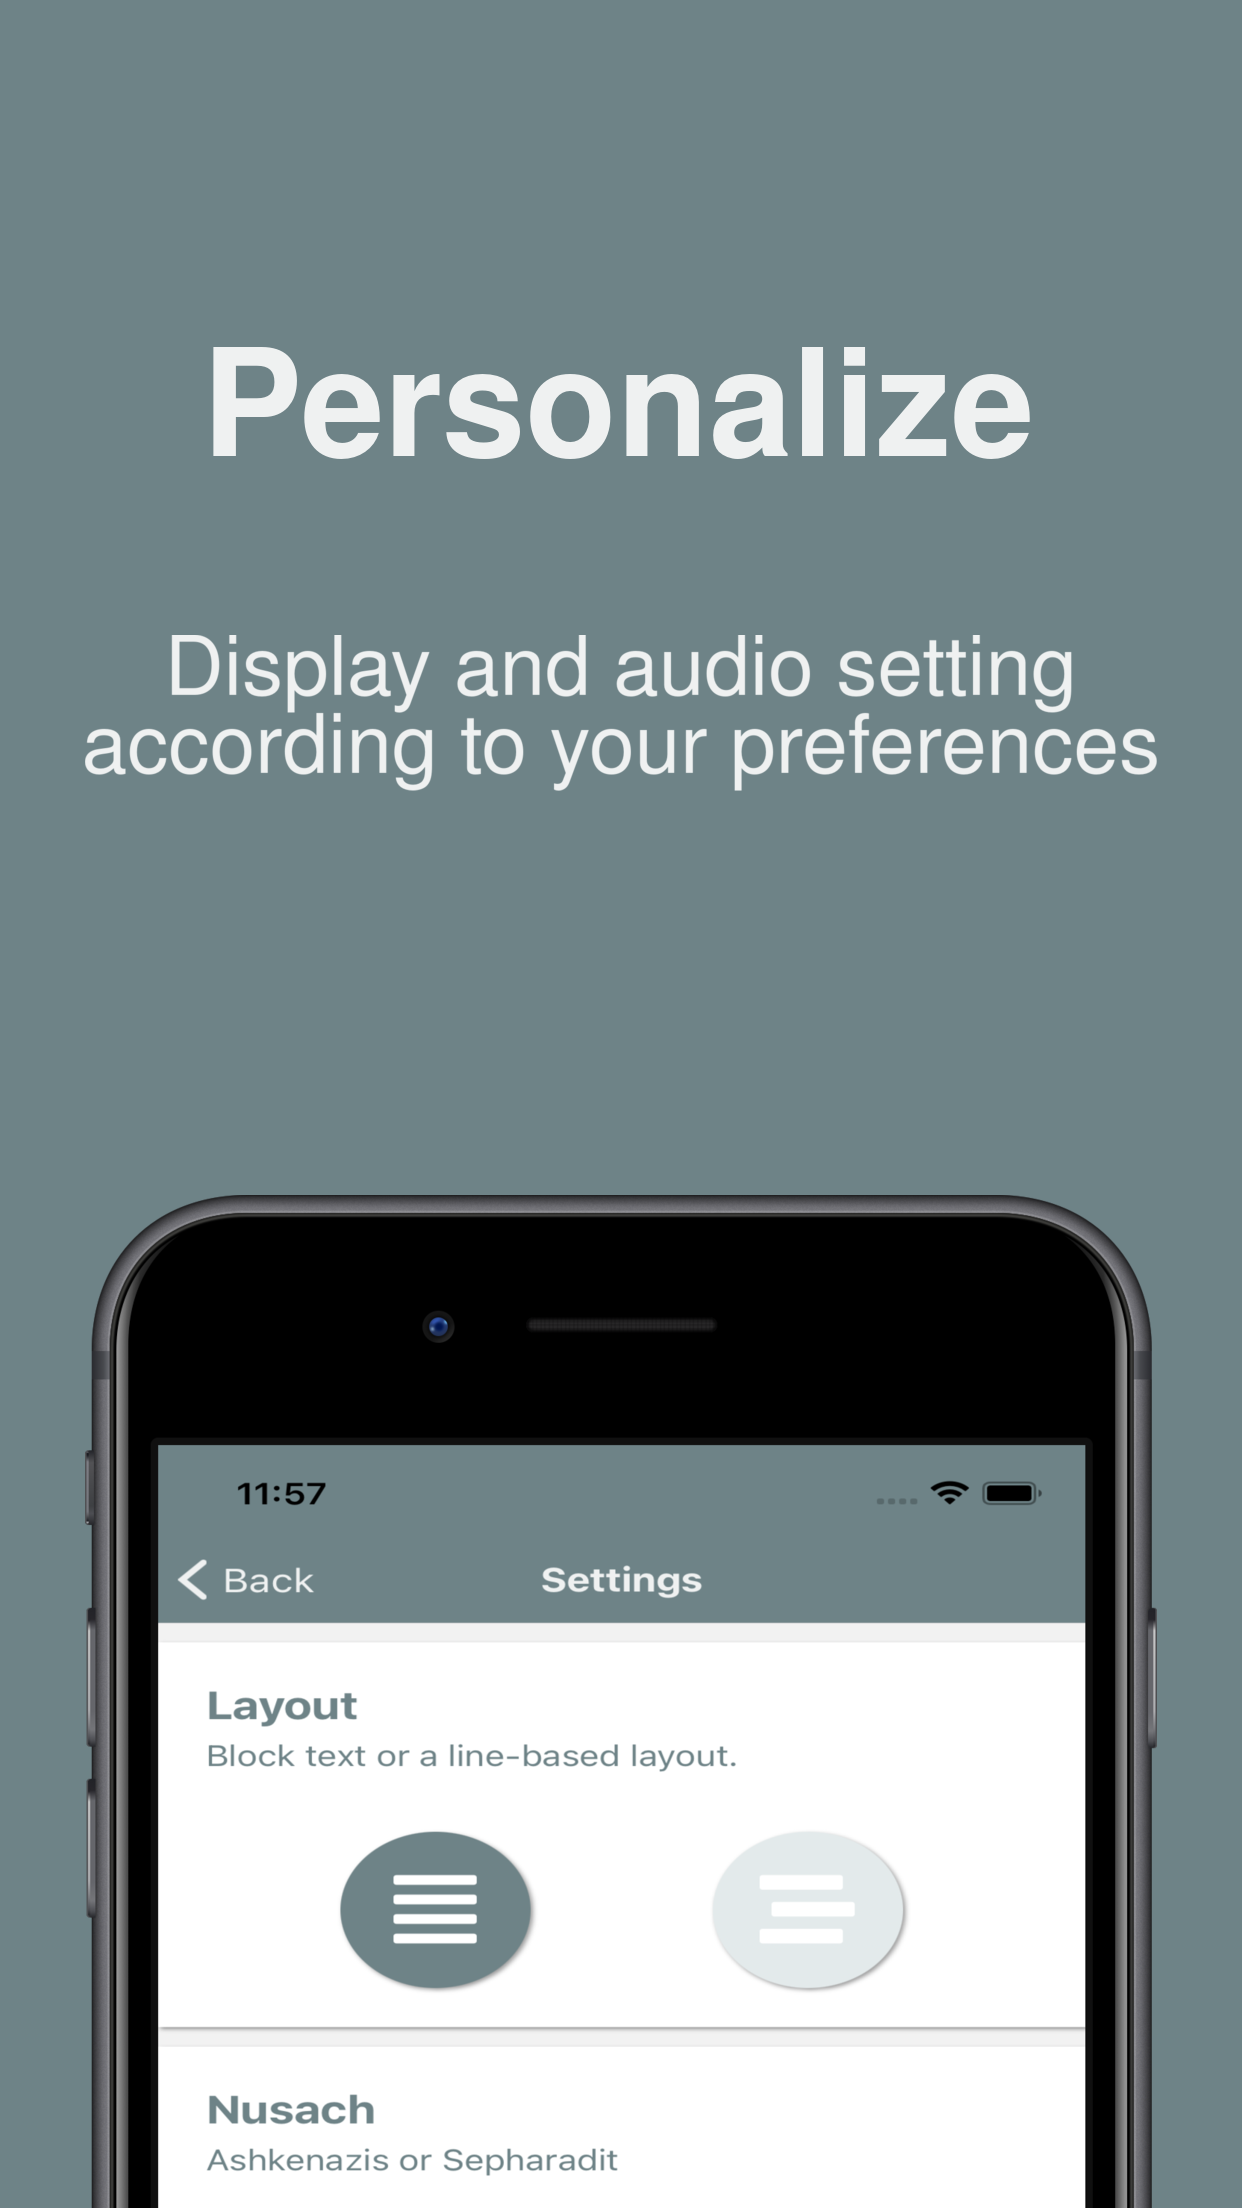 Personalize
Display and audio setting
according to your preferences
11:57
Back
Settings
Layout
Block text or a line-based layout.
Nusach
Ashkenazis or Sepharadit